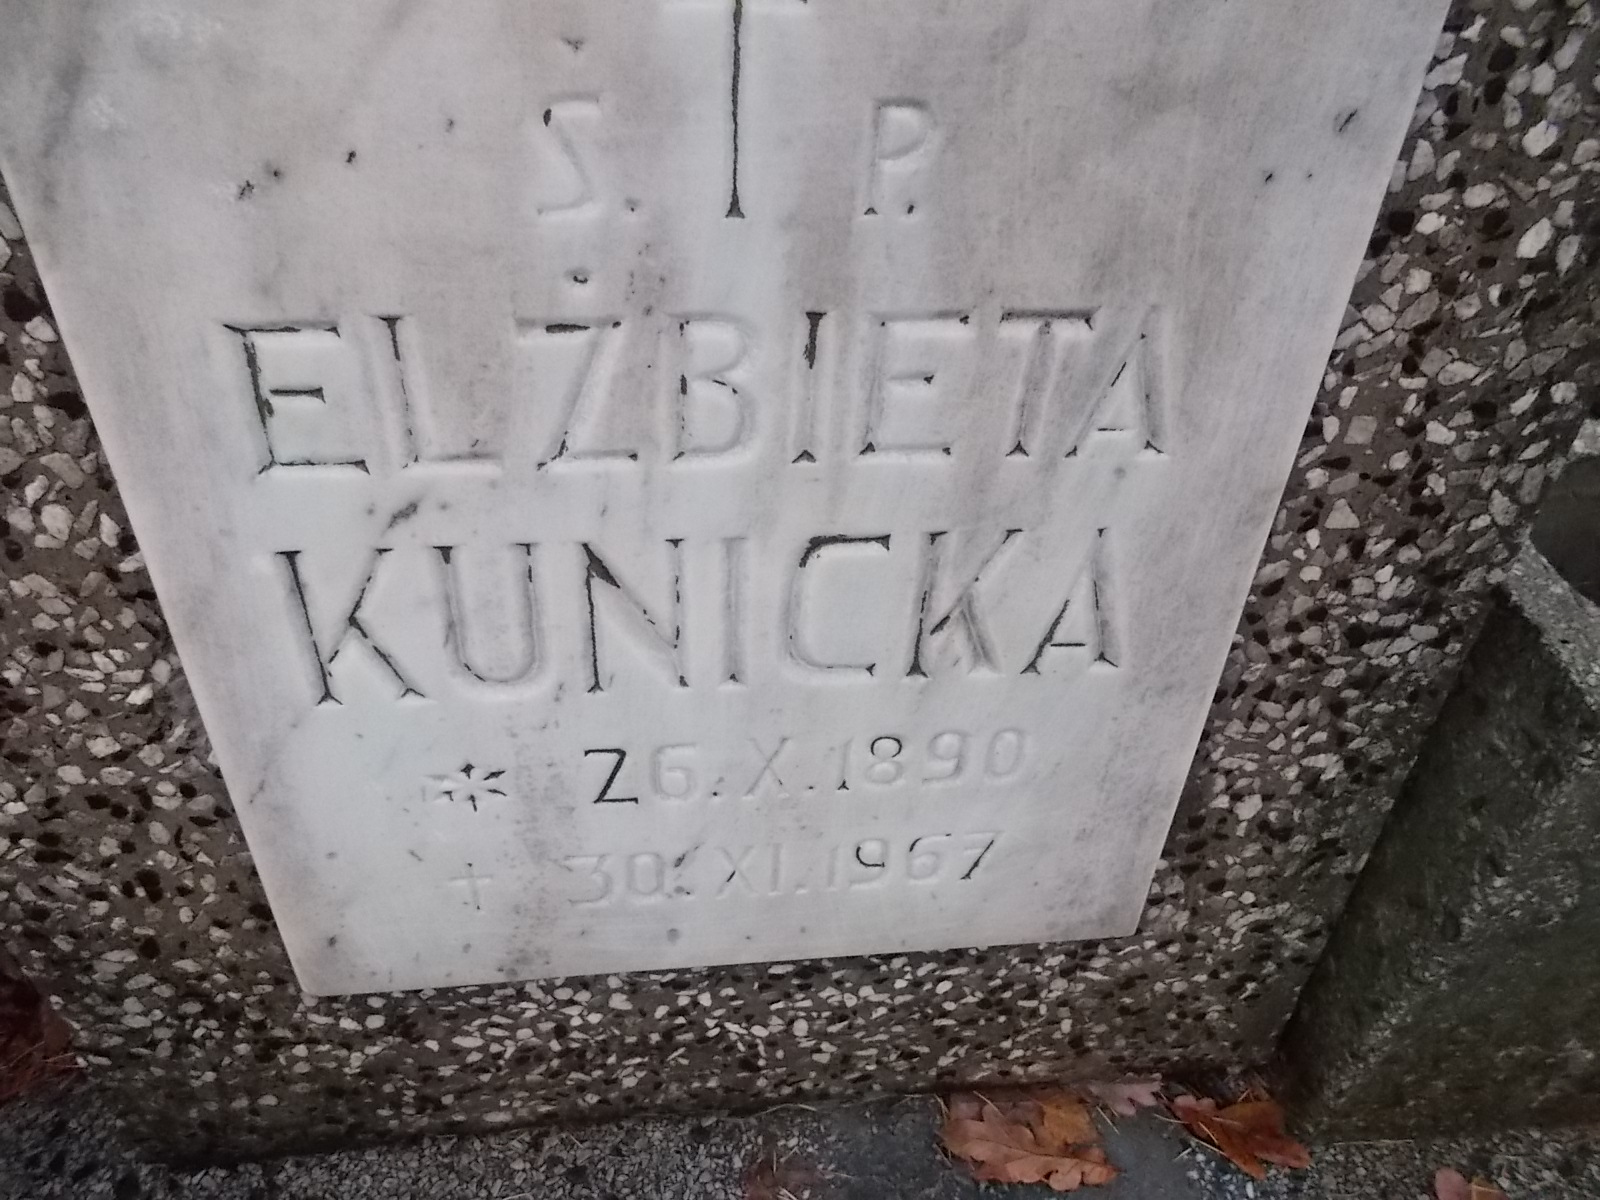 Ś. P.
ELŻBIETA
KUNICKA
* 26.X.1890
+ 30.XI.1967